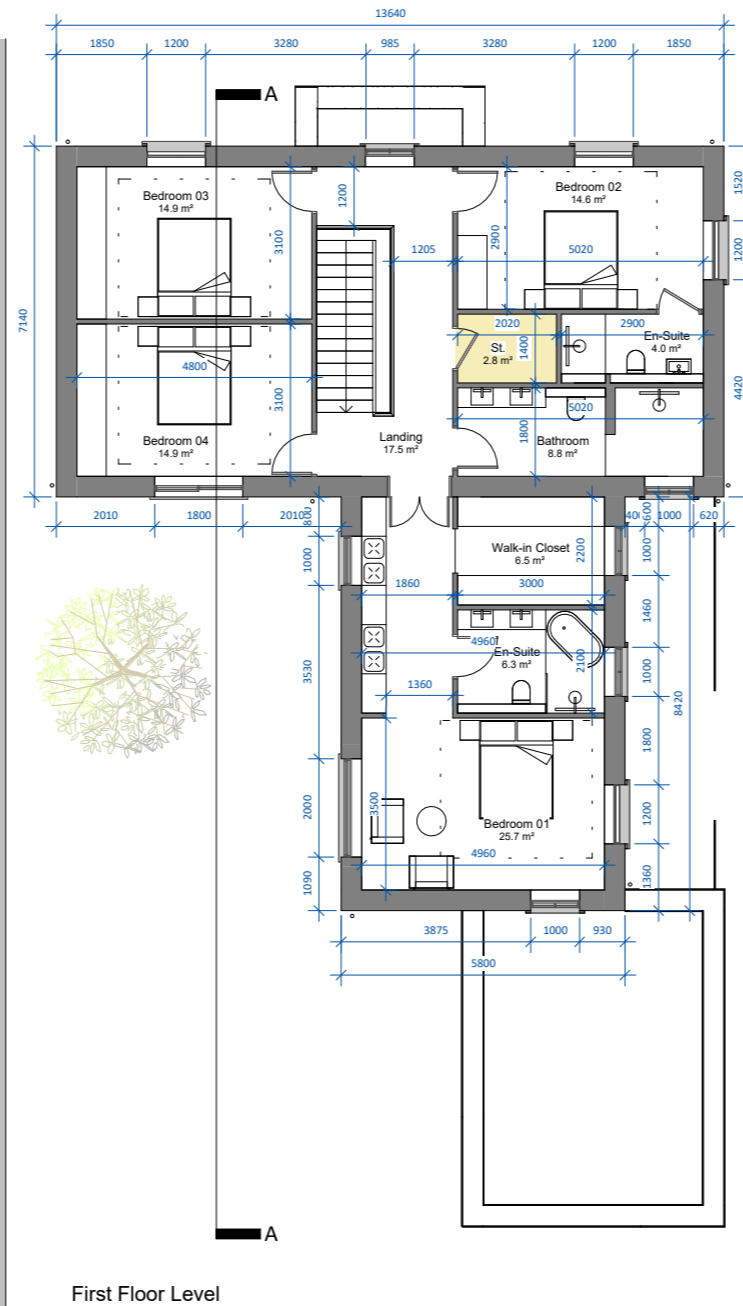 13640
1850 1200 3280 985 3280 1200 1850
A
Bedroom 03
14.9 m²
Bedroom 02
14.6 m²
1520
1200
1200
3100
2900
1205
5020
7140
2020
2900
St.
2.8 m²
1400
En-Suite
4.0 m²
4800
3100
4420
5020
1800
Bedroom 04
14.9 m²
Landing
17.5 m²
Bathroom
8.8 m²
2010 1800 2010
600
1000 620
1000
Walk-in Closet
6.5 m²
2200
1000
1860
3000
1460
4960
En-Suite
6.3 m²
2100
1000
3530
1360
8420
1800
2000
3500
Bedroom 01
25.7 m²
1200
4960
1090
1360
3875 1000 930
5800
A
First Floor Level